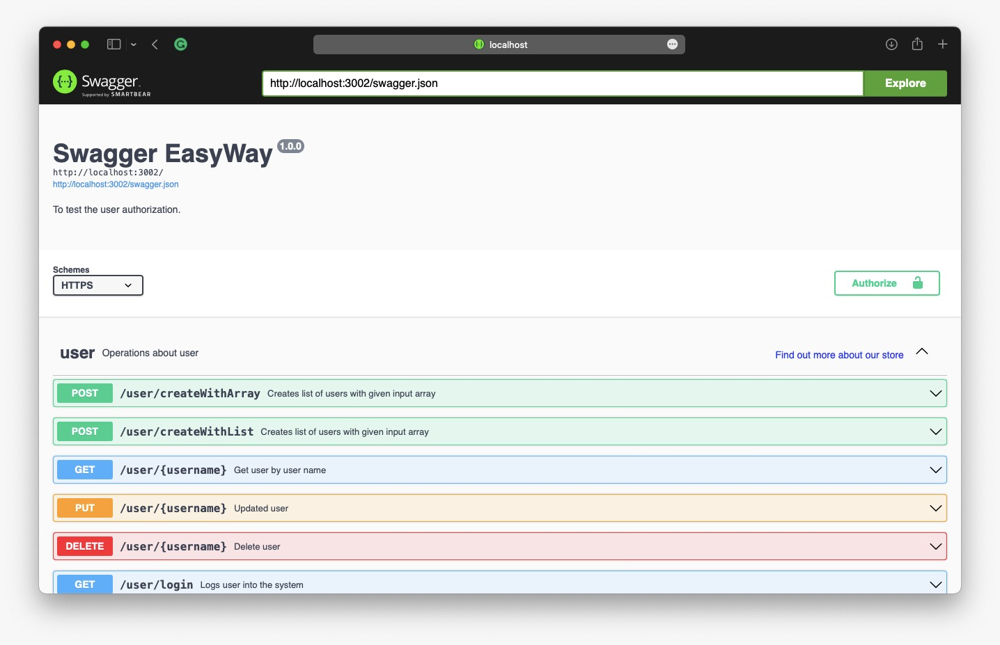 localhost
Swagger
Supported by SMARTBEAR
http://localhost:3002/swagger.json
Explore
Swagger EasyWay 1.0.0
http://localhost:3002/
http://localhost:3002/swagger.json
To test the user authorization.
Schemes
HTTPS
Authorize
user Operations about user
Find out more about our store
POST /user/createWithArray Creates list of users with given input array
POST /user/createWithList Creates list of users with given input array
GET /user/{username} Get user by user name
PUT /user/{username} Updated user
DELETE /user/{username} Delete user
GET /user/login Logs user into the system